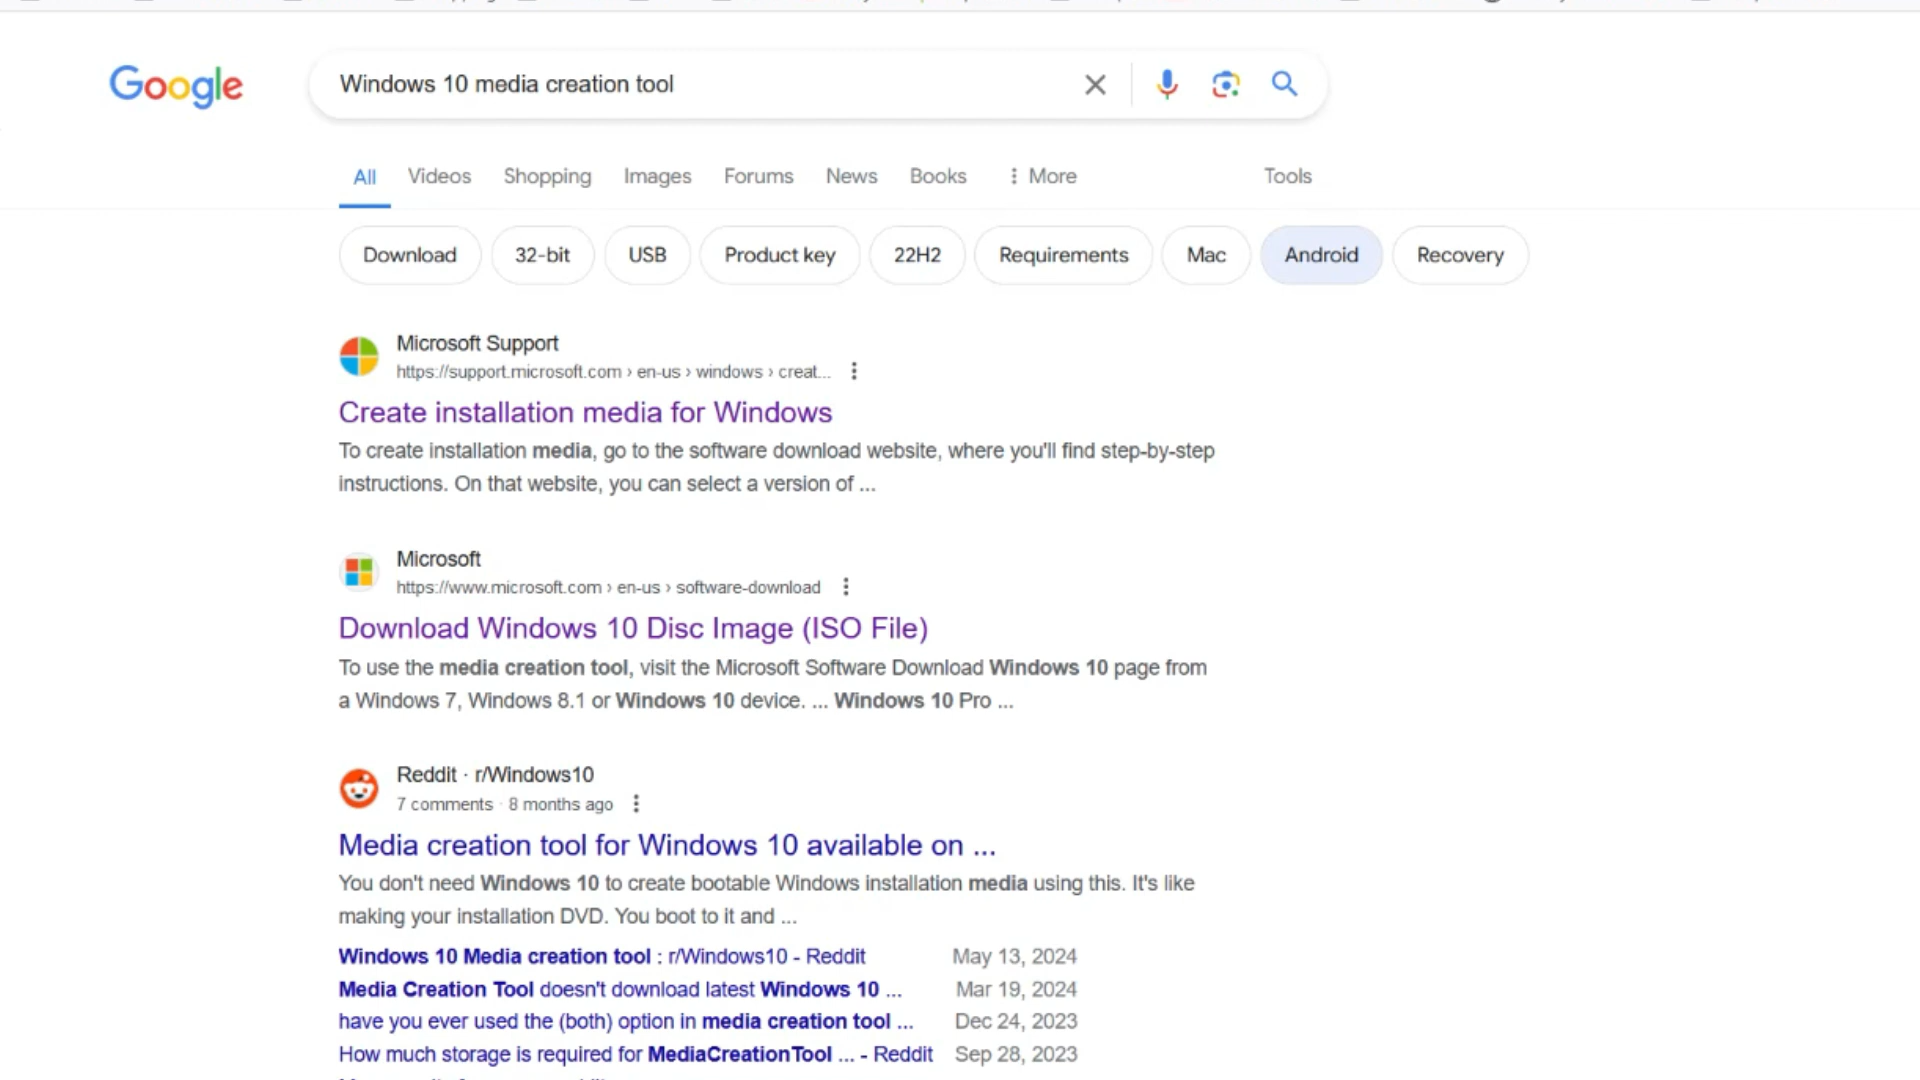 Google
Windows 10 media creation tool
All Videos Shopping Images Forums News Books More Tools
Download 32-bit USB Product key 22H2 Requirements Mac Android Recovery
Microsoft Support
https://support.microsoft.com › en-us › windows › creat...
Create installation media for Windows
To create installation media, go to the software download website, where you'll find step-by-step
instructions. On that website, you can select a version of ...
Microsoft
https://www.microsoft.com › en-us › software-download
Download Windows 10 Disc Image (ISO File)
To use the media creation tool, visit the Microsoft Software Download Windows 10 page from
a Windows 7, Windows 8.1 or Windows 10 device. ... Windows 10 Pro ...
Reddit · r/Windows10
7 comments · 8 months ago
Media creation tool for Windows 10 available on ...
You don't need Windows 10 to create bootable Windows installation media using this. It's like
making your installation DVD. You boot to it and ...
Windows 10 Media creation tool : r/Windows10 - Reddit May 13, 2024
Media Creation Tool doesn't download latest Windows 10 ... Mar 19, 2024
have you ever used the (both) option in media creation tool ... Dec 24, 2023
How much storage is required for MediaCreationTool ... - Reddit Sep 28, 2023